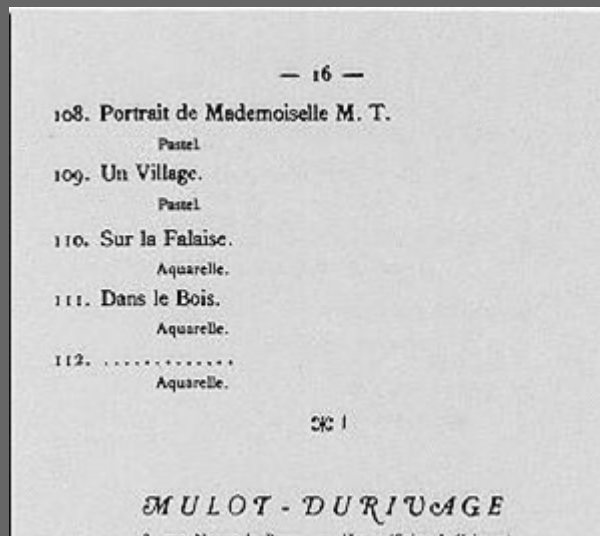 — 16 —
108. Portrait de Mademoiselle M. T.
Pastel
109. Un Village.
Pastel
110. Sur la Falaise.
Aquarelle.
111. Dans le Bois.
Aquarelle.
112. .............
Aquarelle.
MULOT-DURIVAGE